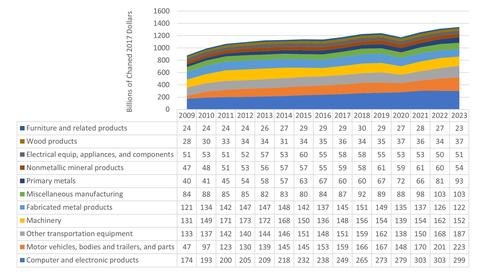 Billions of Chaned 2017 Dollars
1600
1400
1200
1000
800
600
400
200
0
2009 2010 2011 2012 2013 2014 2015 2016 2017 2018 2019 2020 2021 2022 2023
Furniture and related products 24 24 24 24 26 27 29 29 29 30 29 27 28 27 23
Wood products 28 30 33 34 34 31 34 35 36 34 36 37 36 34 37
Electrical equip, appliances, and components 51 53 51 52 57 53 60 55 58 58 55 53 53 50 51
Nonmetallic mineral products 47 48 51 53 56 57 57 55 55 59 58 61 59 60 54
Primary metals 40 41 45 54 58 57 63 67 60 60 67 72 66 81 93
Miscellaneous manufacturing 84 88 85 85 82 83 80 84 87 92 89 88 98 103 103
Fabricated metal products 121 134 142 147 147 148 142 137 145 151 149 135 137 126 122
Machinery 131 149 171 173 172 168 150 136 148 156 154 139 154 162 152
Other transportation equipment 133 137 142 140 144 146 151 148 151 156 142 138 150 168 187
Motor vehicles, bodies and trailers, and parts 47 97 123 130 139 145 145 153 159 166 167 148 170 201 223
Computer and electronic products 174 193 200 205 209 218 232 238 249 265 273 279 303 303 299